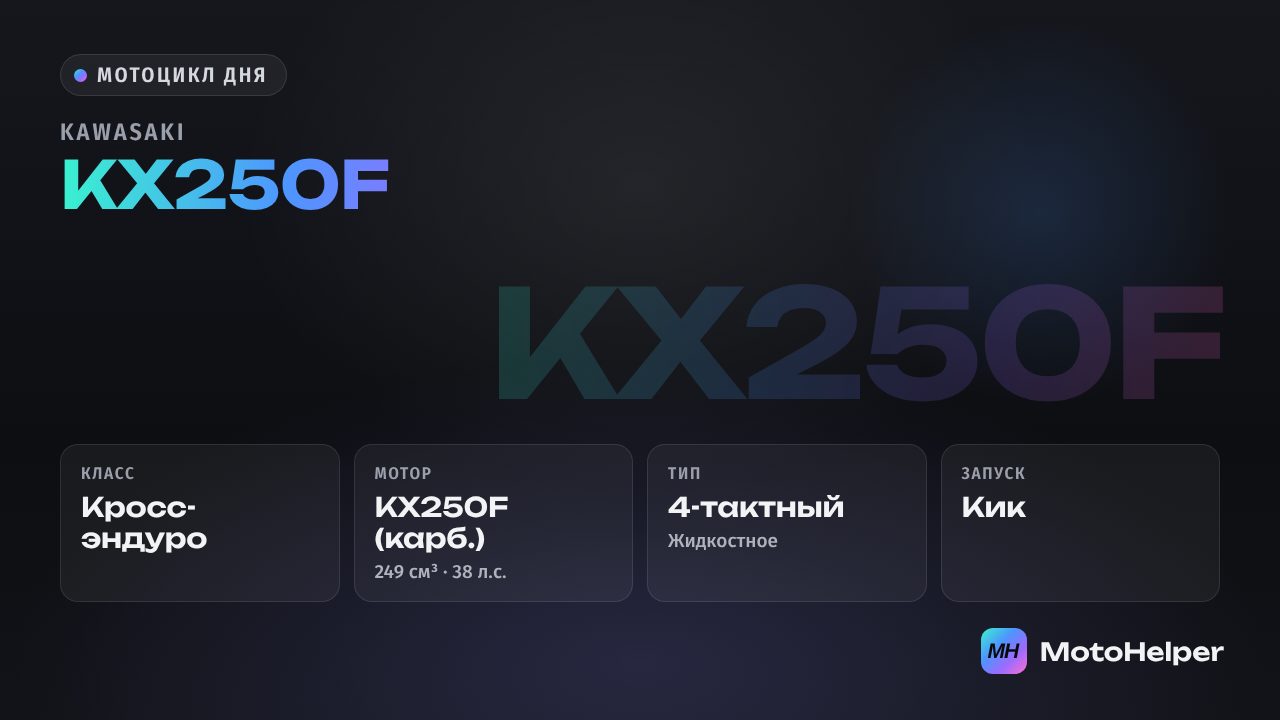 МОТОЦИКЛ ДНЯ
KAWASAKI
KX250F
KX250F
КЛАСС
Кросс-
эндуро
МОТОР
KX250F
(карб.)
249 см³ · 38 л.с.
ТИП
4-тактный
Жидкостное
ЗАПУСК
Кик
MH MotoHelper